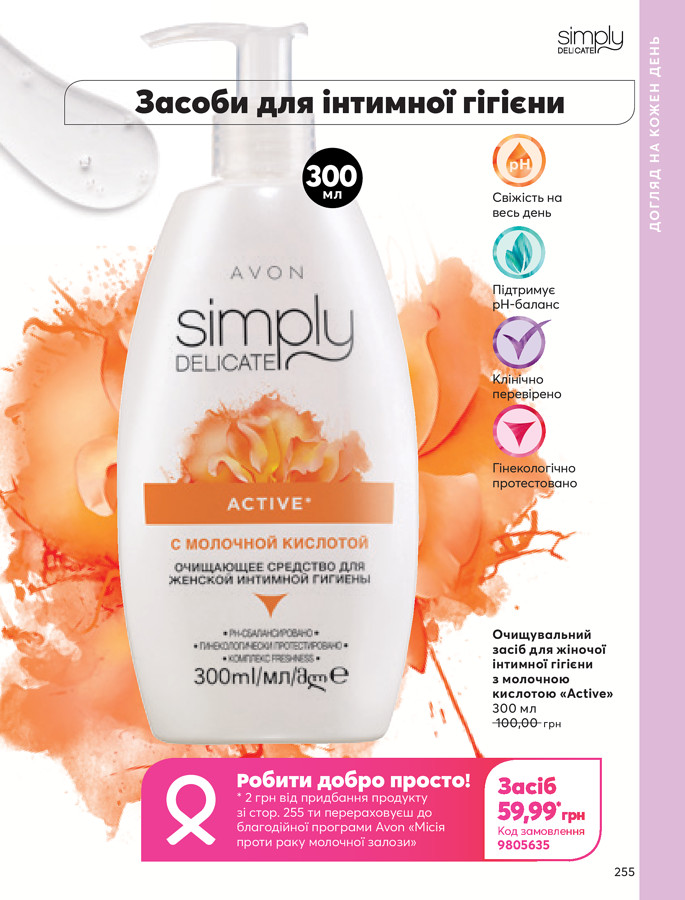 simply
DELICATE
Засоби для інтимної гігієни
ДОГЛЯД НА КОЖЕН ДЕНЬ
300
МЛ
pH
Свіжість на
весь день
Підтримує
pH-баланс
Клінічно
перевірено
Гінекологічно
протестовано
AVON
simply
DELICATE
ACTIVE*
С МОЛОЧНОЙ КИСЛОТОЙ
ОЧИЩАЮЩЕЕ СРЕДСТВО ДЛЯ
ЖЕНСКОЙ ИНТИМНОЙ ГИГИЕНЫ
• РН-СБАЛАНСИРОВАНО •
• ГИНЕКОЛОГИЧЕСКИ ПРОТЕСТИРОВАНО •
• КОМПЛЕКС FRESHNESS •
300ml/мл/მლ℮
Очищувальний
засіб для жіночої
інтимної гігієни
з молочною
кислотою «Active»
300 мл
100,00 грн
Робити добро просто!
* 2 грн від придбання продукту
зі стор. 255 ти перераховуєш до
благодійної програми Avon «Місія
проти раку молочної залози»
Засіб
59,99* грн
Код замовлення
9805635
255